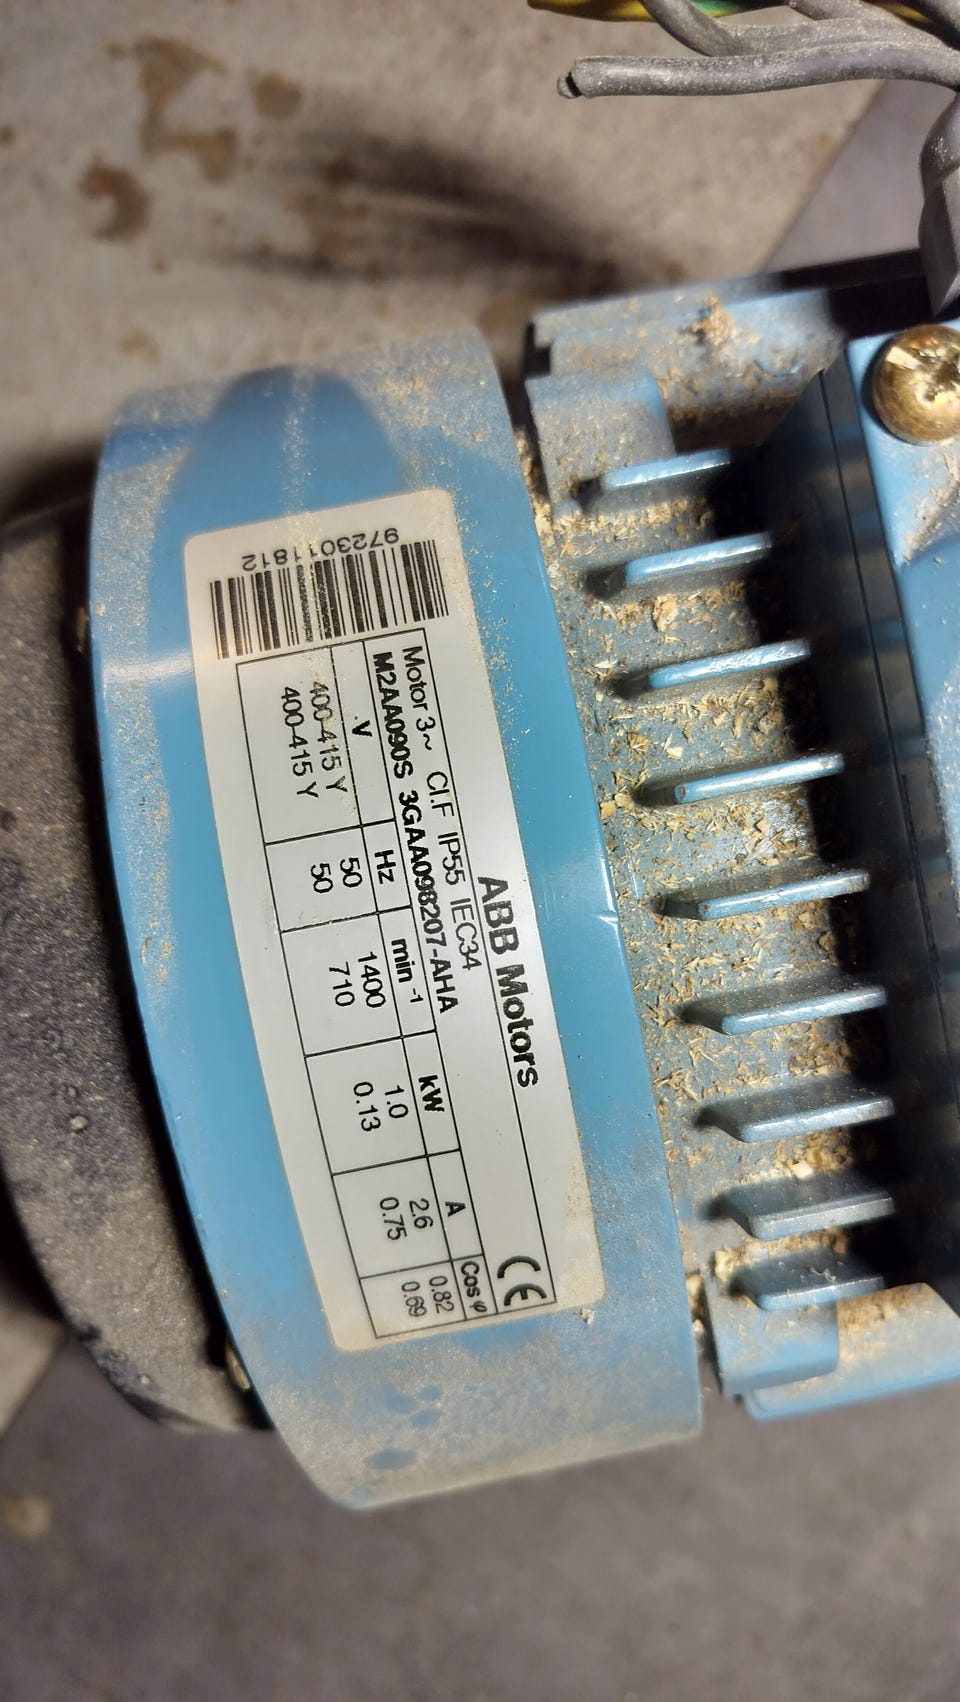 ABB Motors
CE
Motor 3~ Cl.F IP55 IEC34
M2AA090S 3GAA098207-AHA
V Hz min⁻¹ kW A Cos φ
400-415 Y 50 1400 1.0 2.6 0.82
400-415 Y 50 710 0.13 0.75 0.69
9723011812